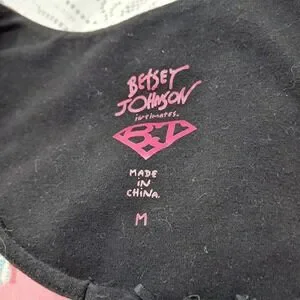 BETSEY
JOHNSON
intimates.
BJ
MADE
IN
CHINA.
M